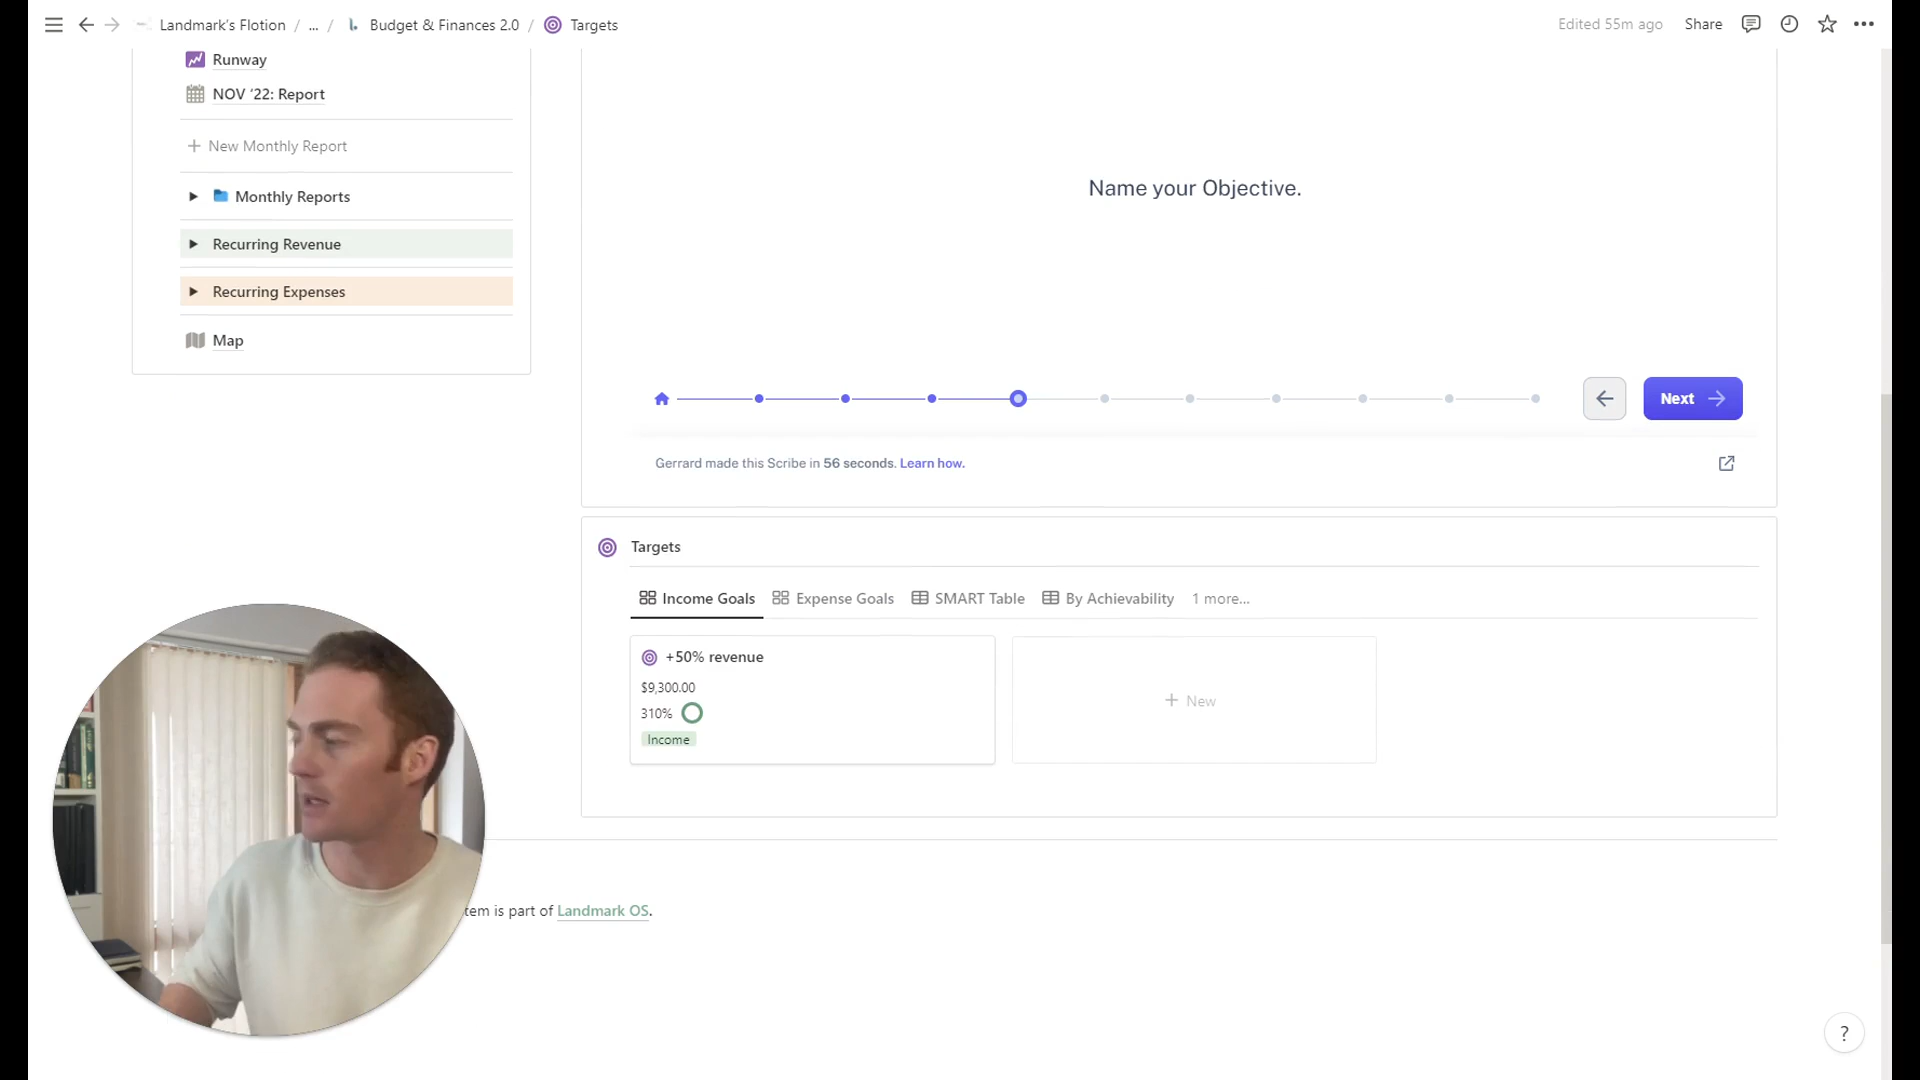 Landmark's Flotion / ... / Budget & Finances 2.0 / Targets
Edited 55m ago
Share
Runway
NOV '22: Report
New Monthly Report
Monthly Reports
Recurring Revenue
Recurring Expenses
Map
Name your Objective.
Next
Gerrard made this Scribe in 56 seconds. Learn how.
Targets
Income Goals
Expense Goals
SMART Table
By Achievability
1 more...
+50% revenue
$9,300.00
310%
Income
+ New
tem is part of Landmark OS.
?